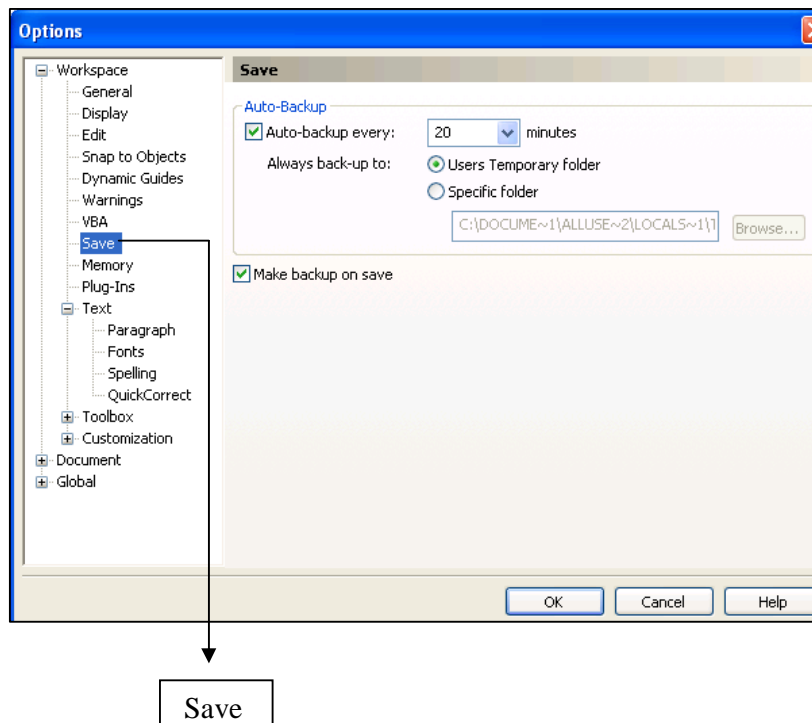 Options
Workspace
General
Display
Edit
Snap to Objects
Dynamic Guides
Warnings
VBA
Save
Memory
Plug-Ins
Text
Paragraph
Fonts
Spelling
QuickCorrect
Toolbox
Customization
Document
Global
Save
Auto-Backup
Auto-backup every: 20 minutes
Always back-up to: Users Temporary folder
Specific folder
C:\DOCUME~1\ALLUSE~2\LOCALS~1\T Browse...
Make backup on save
OK Cancel Help
Save